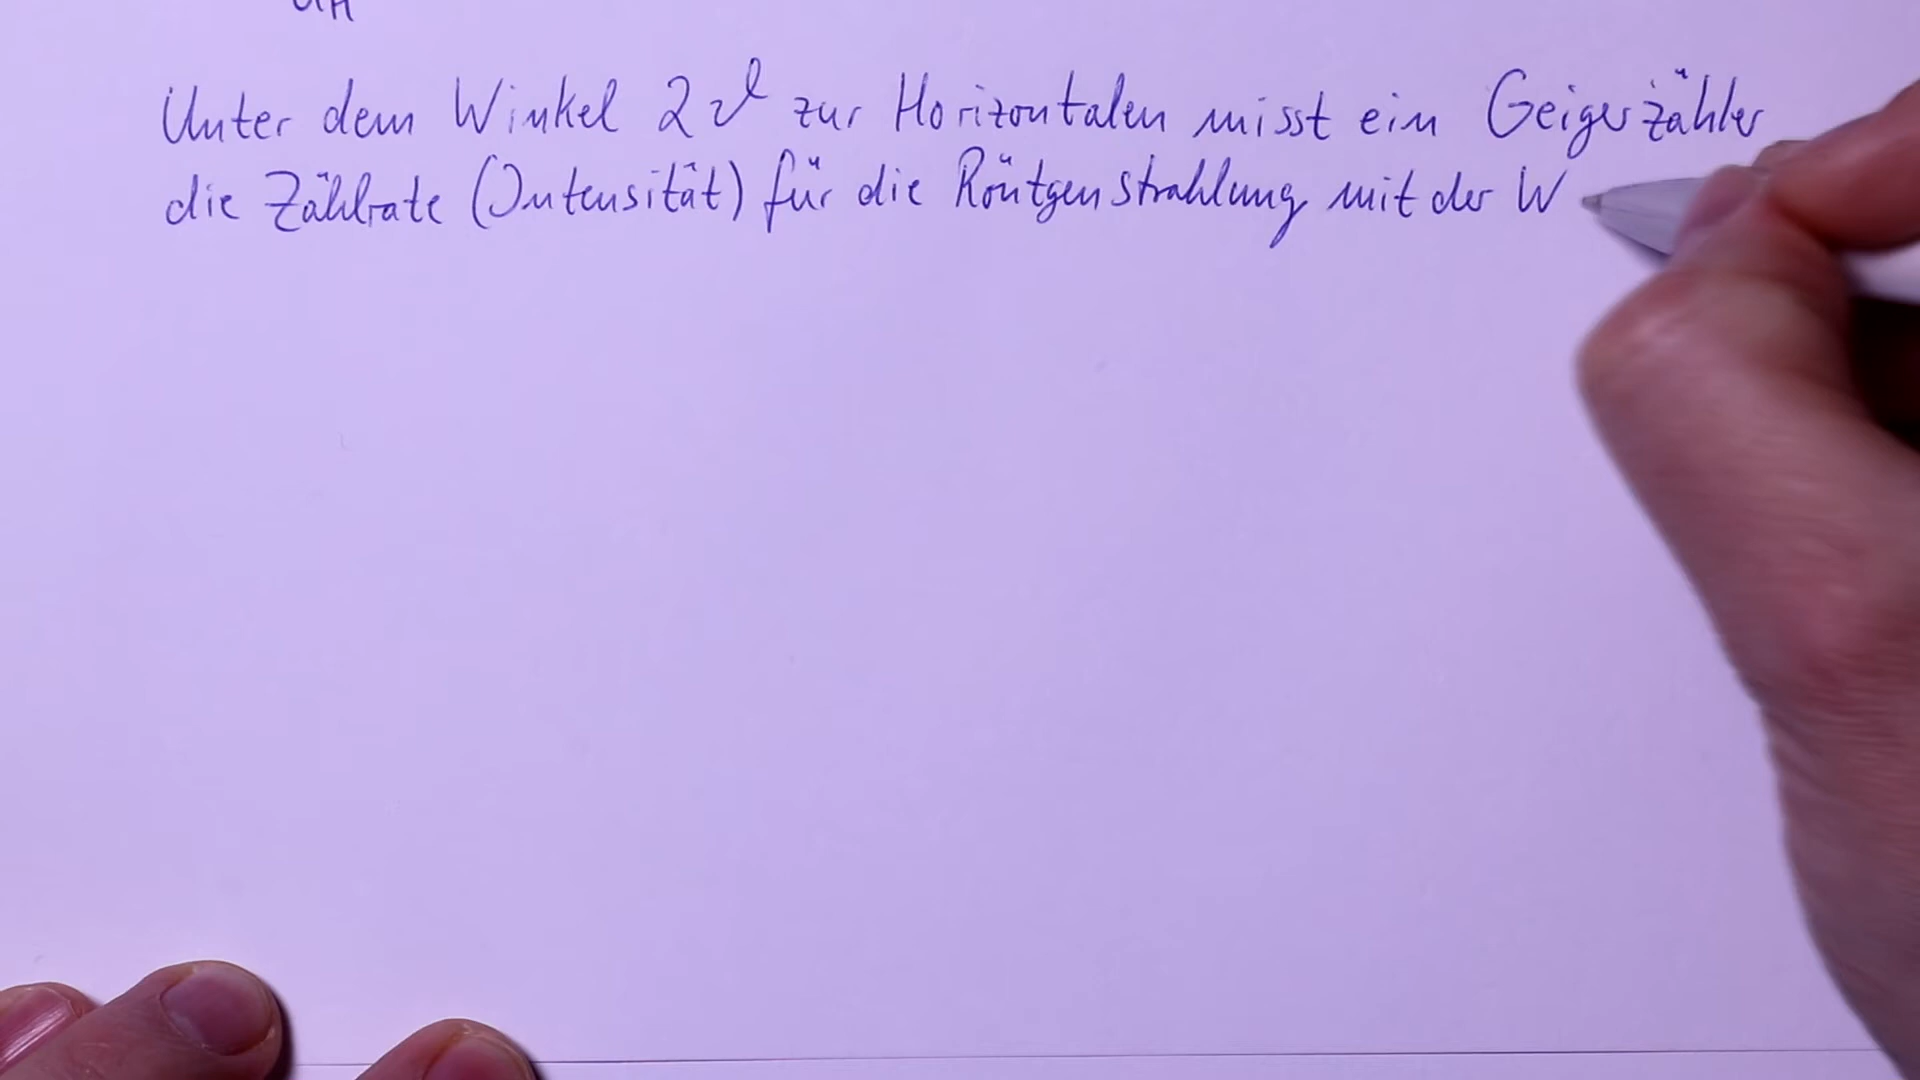 Unter dem Winkel 2ϑ zur Horizontalen misst ein Geigerzähler
die Zählrate (Intensität) für die Röntgenstrahlung mit der W